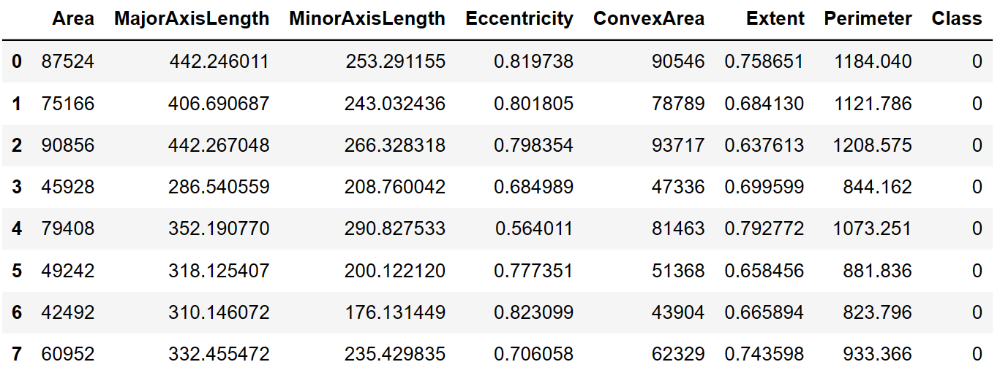 Area MajorAxisLength MinorAxisLength Eccentricity ConvexArea Extent Perimeter Class
0 87524 442.246011 253.291155 0.819738 90546 0.758651 1184.040 0
1 75166 406.690687 243.032436 0.801805 78789 0.684130 1121.786 0
2 90856 442.267048 266.328318 0.798354 93717 0.637613 1208.575 0
3 45928 286.540559 208.760042 0.684989 47336 0.699599 844.162 0
4 79408 352.190770 290.827533 0.564011 81463 0.792772 1073.251 0
5 49242 318.125407 200.122120 0.777351 51368 0.658456 881.836 0
6 42492 310.146072 176.131449 0.823099 43904 0.665894 823.796 0
7 60952 332.455472 235.429835 0.706058 62329 0.743598 933.366 0